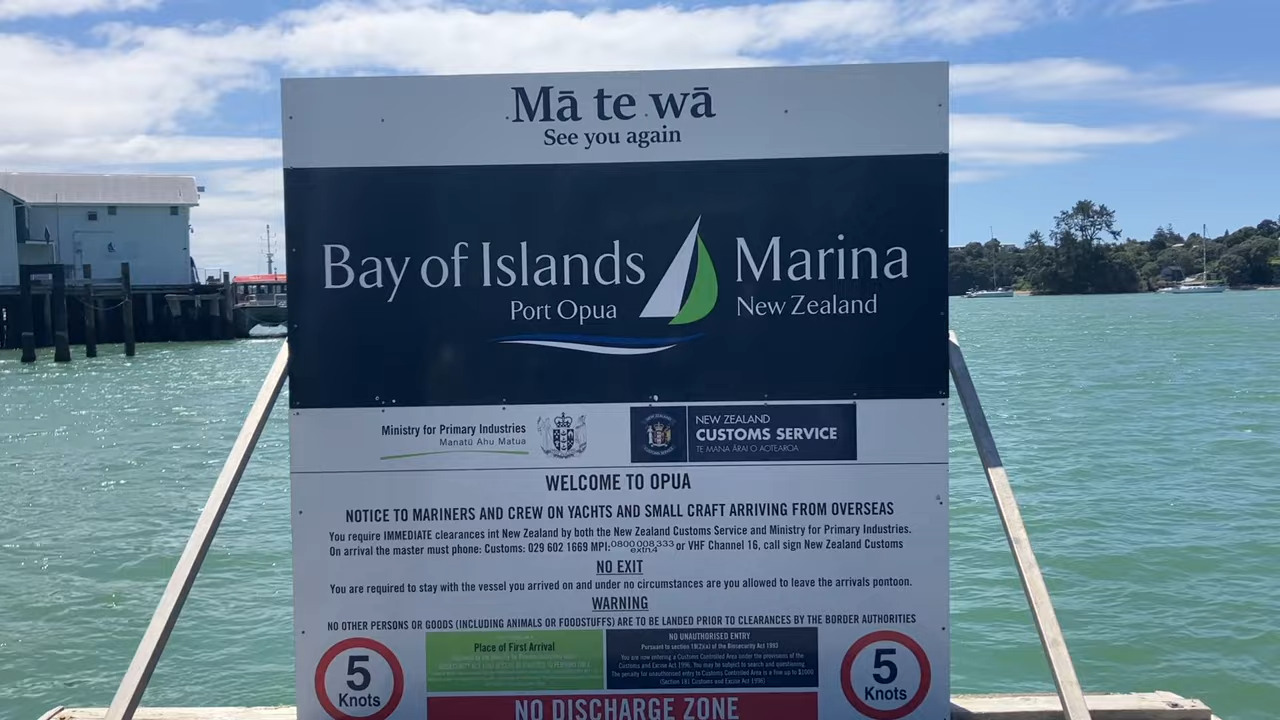 Mā te wā
See you again
Bay of Islands Marina
Port Opua New Zealand
Ministry for Primary Industries
Manatū Ahu Matua
NEW ZEALAND
CUSTOMS SERVICE
TE MANA ĀRAI O AOTEAROA
WELCOME TO OPUA
NOTICE TO MARINERS AND CREW ON YACHTS AND SMALL CRAFT ARRIVING FROM OVERSEAS
You require IMMEDIATE clearances int New Zealand by both the New Zealand Customs Service and Ministry for Primary Industries.
On arrival the master must phone: Customs: 029 602 1669 MPI: 0800 008 333 extn.4 or VHF Channel 16, call sign New Zealand Customs
NO EXIT
You are required to stay with the vessel you arrived on and under no circumstances are you allowed to leave the arrivals pontoon.
WARNING
NO OTHER PERSONS OR GOODS (INCLUDING ANIMALS OR FOODSTUFFS) ARE TO BE LANDED PRIOR TO CLEARANCES BY THE BORDER AUTHORITIES
5
Knots
Place of First Arrival
NO UNAUTHORISED ENTRY
Pursuant to section 18(2)(a) of the Biosecurity Act 1993
You are now entering a Customs Controlled Area under the provisions of the
Customs and Excise Act 1996. You may be subject to search and questioning
The penalty for unauthorised entry to Customs Controlled Area is a fine up to $1000
(Section 181 Customs and Excise Act 1996)
5
Knots
NO DISCHARGE ZONE